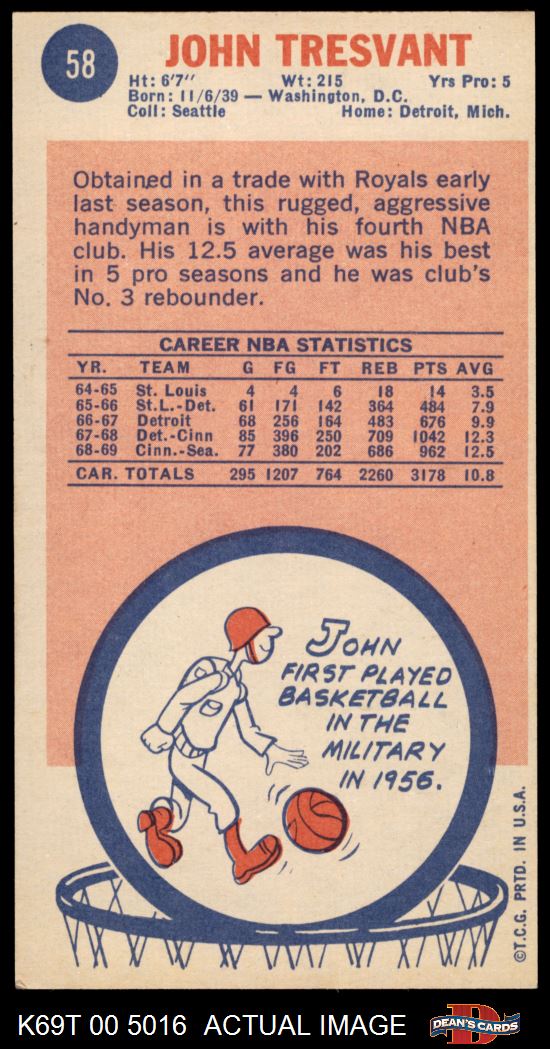 58
JOHN TRESVANT
Ht: 6'7" Wt: 215 Yrs Pro: 5
Born: 11/6/39 — Washington, D.C.
Coll: Seattle Home: Detroit, Mich.
Obtained in a trade with Royals early
last season, this rugged, aggressive
handyman is with his fourth NBA
club. His 12.5 average was his best
in 5 pro seasons and he was club's
No. 3 rebounder.
CAREER NBA STATISTICS
YR. TEAM G FG FT REB PTS AVG
64-65 St. Louis 4 4 6 18 14 3.5
65-66 St.L.-Det. 61 171 142 364 484 7.9
66-67 Detroit 68 256 164 483 676 9.9
67-68 Det.-Cinn 85 396 250 709 1042 12.3
68-69 Cinn.-Sea. 77 380 202 686 962 12.5
CAR. TOTALS 295 1207 764 2260 3178 10.8
JOHN
FIRST PLAYED
BASKETBALL
IN THE
MILITARY
IN 1956.
©T.C.G. PRTD. IN U.S.A.
K69T 00 5016 ACTUAL IMAGE
D
DEAN'S CARDS